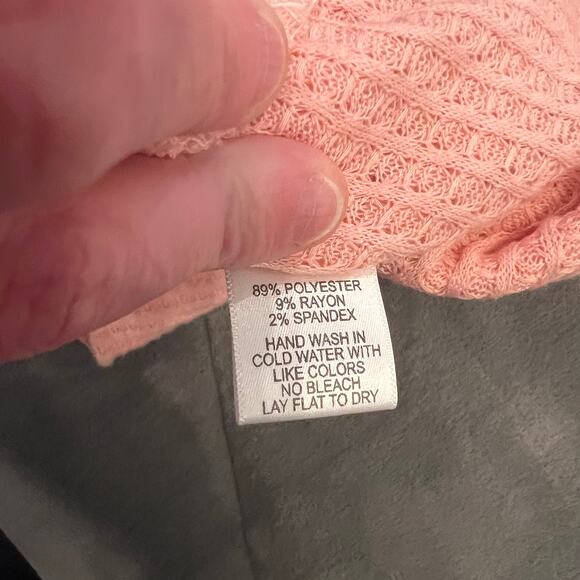 89% POLYESTER
9% RAYON
2% SPANDEX
HAND WASH IN
COLD WATER WITH
LIKE COLORS
NO BLEACH
LAY FLAT TO DRY